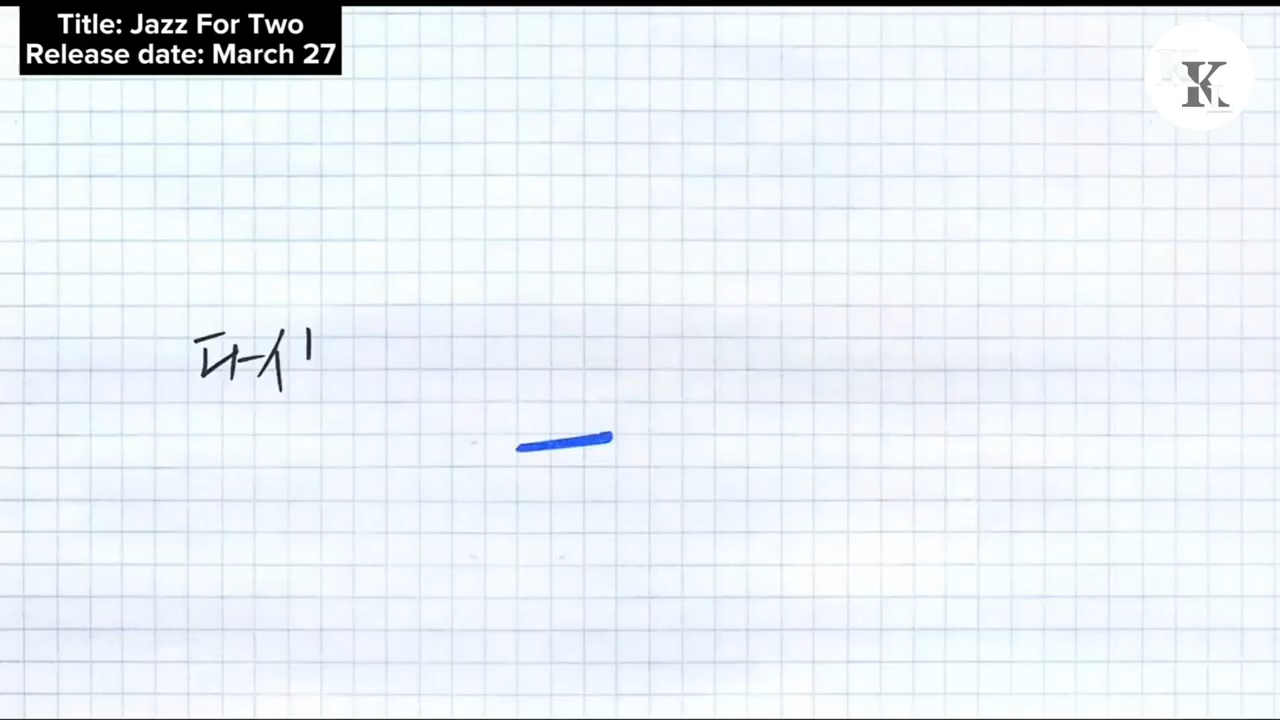 Title: Jazz For Two
Release date: March 27
K
다시